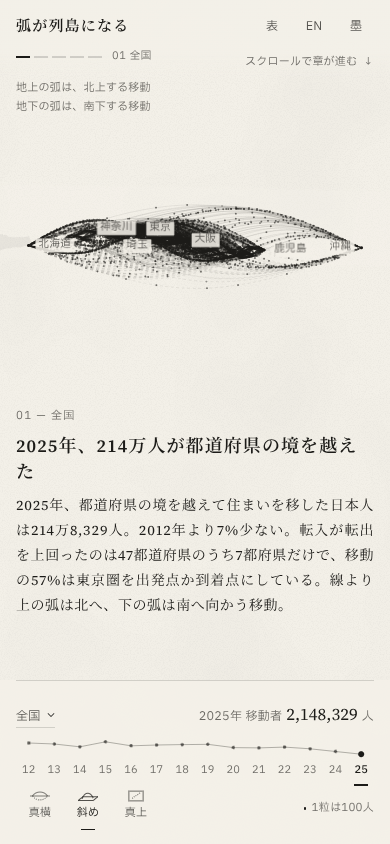 弧が列島になる
表 EN 墨
01 全国
スクロールで章が進む ↓
地上の弧は、北上する移動
地下の弧は、南下する移動
神奈川 東京
大阪
北海道 埼玉 鹿児島 沖縄
01 — 全国
2025年、214万人が都道府県の境を越え
た
2025年、都道府県の境を越えて住まいを移した日本人
は214万8,329人。2012年より7%少ない。転入が転出
を上回ったのは47都道府県のうち7都府県だけで、移動
の57%は東京圏を出発点か到着点にしている。線より
上の弧は北へ、下の弧は南へ向かう移動。
全国
2025年 移動者 2,148,329 人
12 13 14 15 16 17 18 19 20 21 22 23 24 25
真横 斜め 真上
1粒は100人